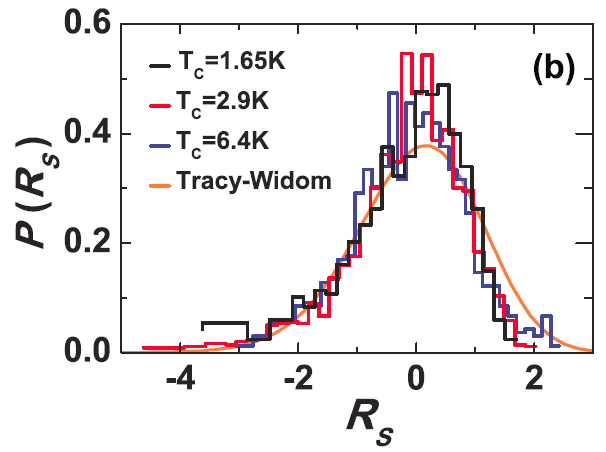 (b)
T_C=1.65K
T_C=2.9K
T_C=6.4K
Tracy-Widom
P(R_S)
0.6
0.4
0.2
0.0
-4 -2 0 2
R_S